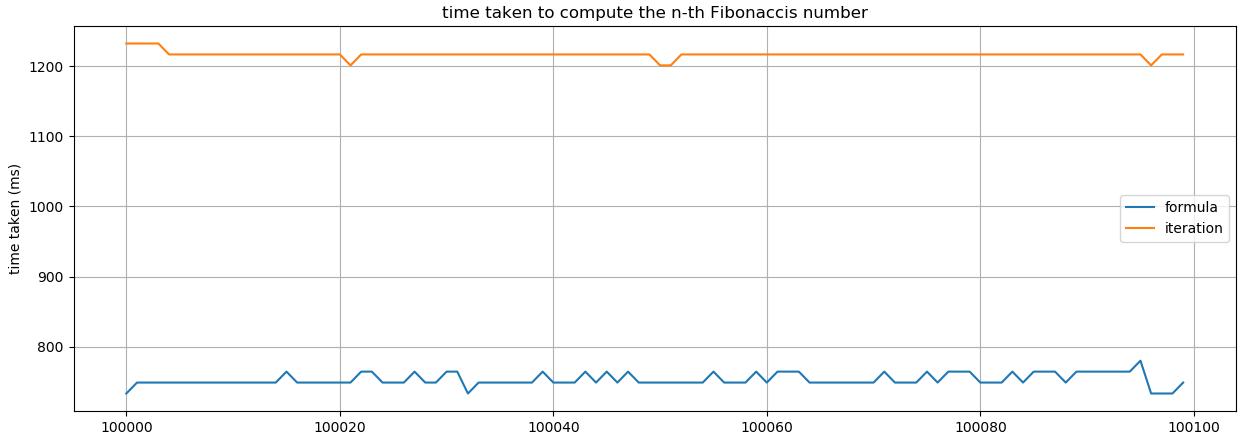 time taken to compute the n-th Fibonaccis number
time taken (ms)
1200
1100
1000
900
800
formula
iteration
100000 100020 100040 100060 100080 100100